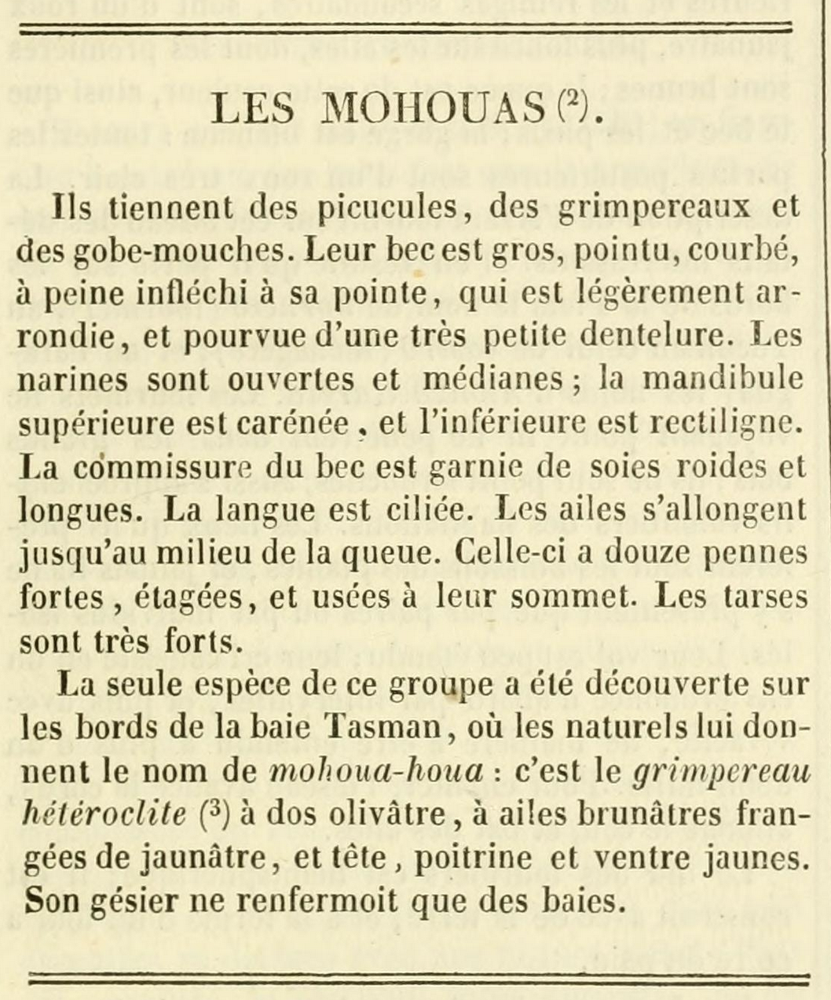 LES MOHOUAS (²).
Ils tiennent des picucules, des grimpereaux et
des gobe-mouches. Leur bec est gros, pointu, courbé,
à peine infléchi à sa pointe, qui est légèrement ar-
rondie, et pourvue d'une très petite dentelure. Les
narines sont ouvertes et médianes; la mandibule
supérieure est carénée, et l'inférieure est rectiligne.
La commissure du bec est garnie de soies roides et
longues. La langue est ciliée. Les ailes s'allongent
jusqu'au milieu de la queue. Celle-ci a douze pennes
fortes, étagées, et usées à leur sommet. Les tarses
sont très forts.
La seule espèce de ce groupe a été découverte sur
les bords de la baie Tasman, où les naturels lui don-
nent le nom de mohoua-houa : c'est le grimpereau
hétéroclite (³) à dos olivâtre, à ailes brunâtres fran-
gées de jaunâtre, et tête, poitrine et ventre jaunes.
Son gésier ne renfermoit que des baies.